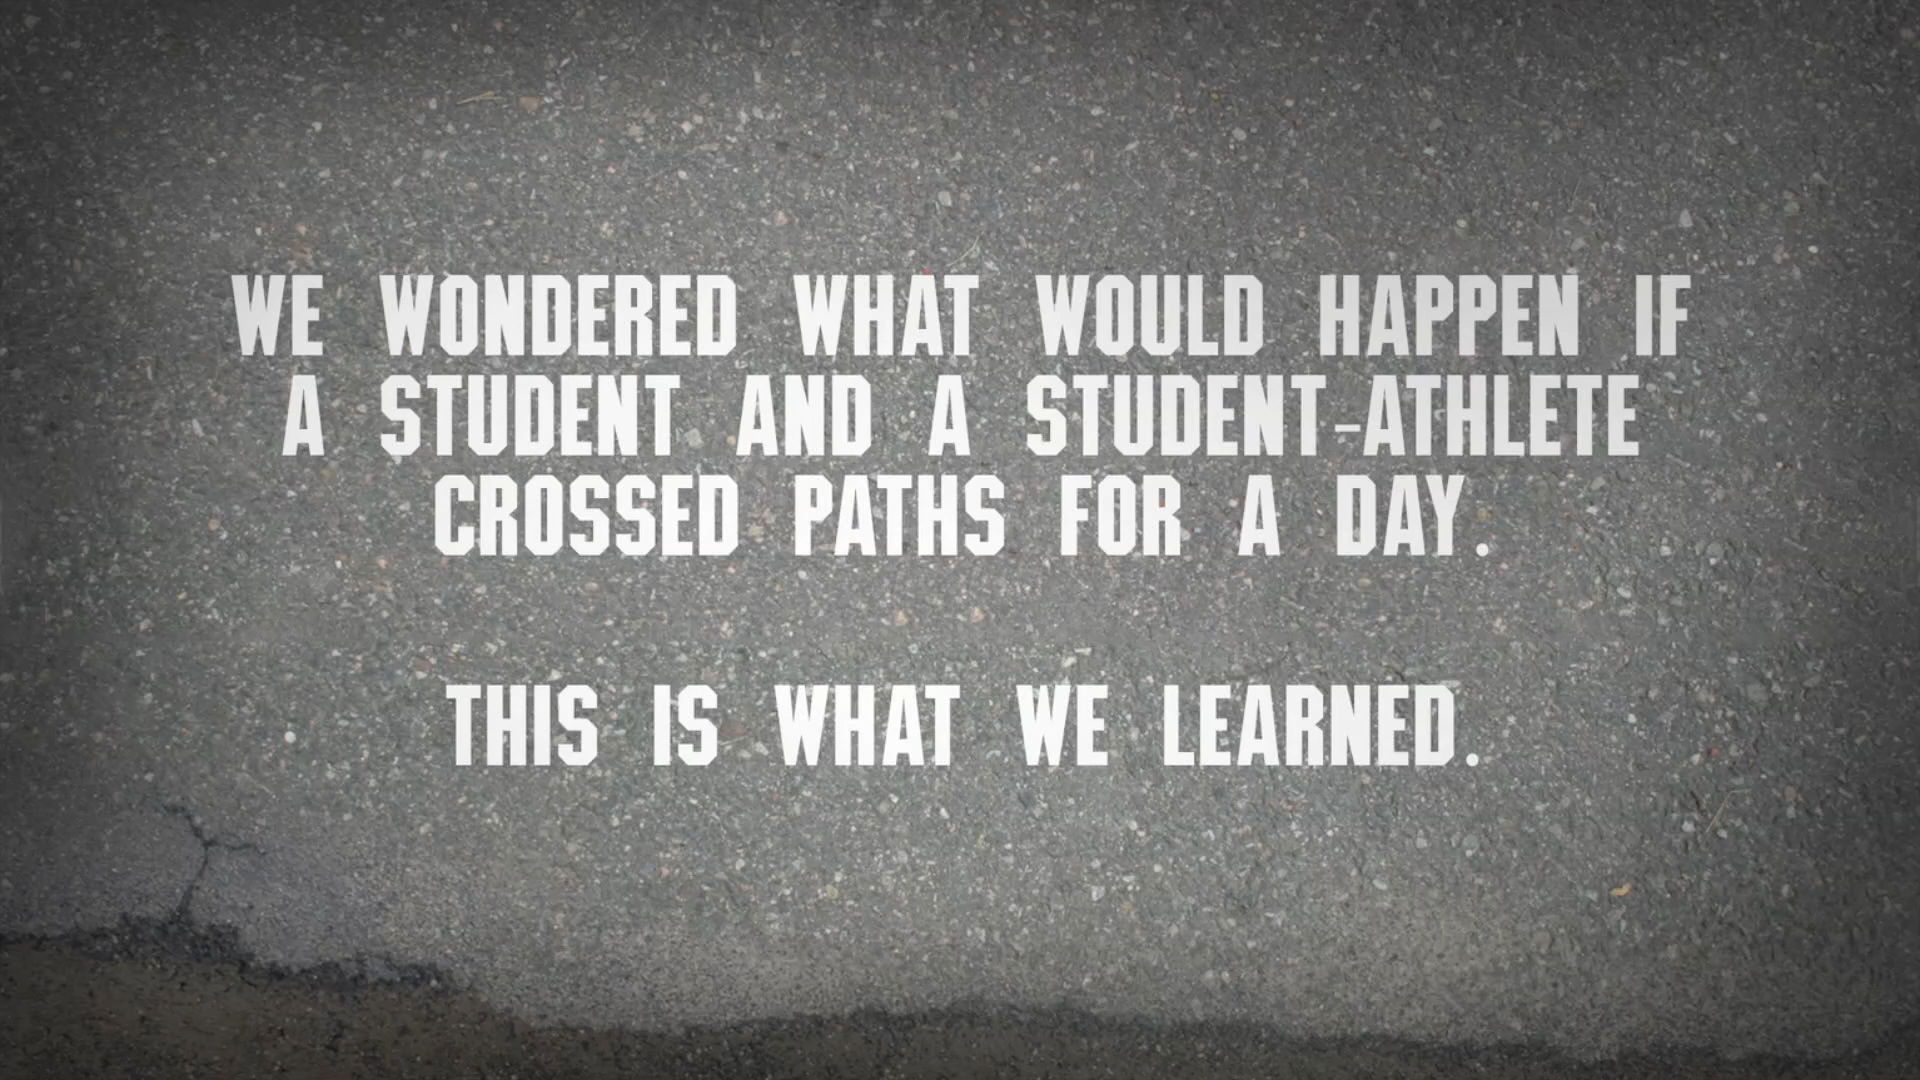 WE WONDERED WHAT WOULD HAPPEN IF
A STUDENT AND A STUDENT-ATHLETE
CROSSED PATHS FOR A DAY.
THIS IS WHAT WE LEARNED.